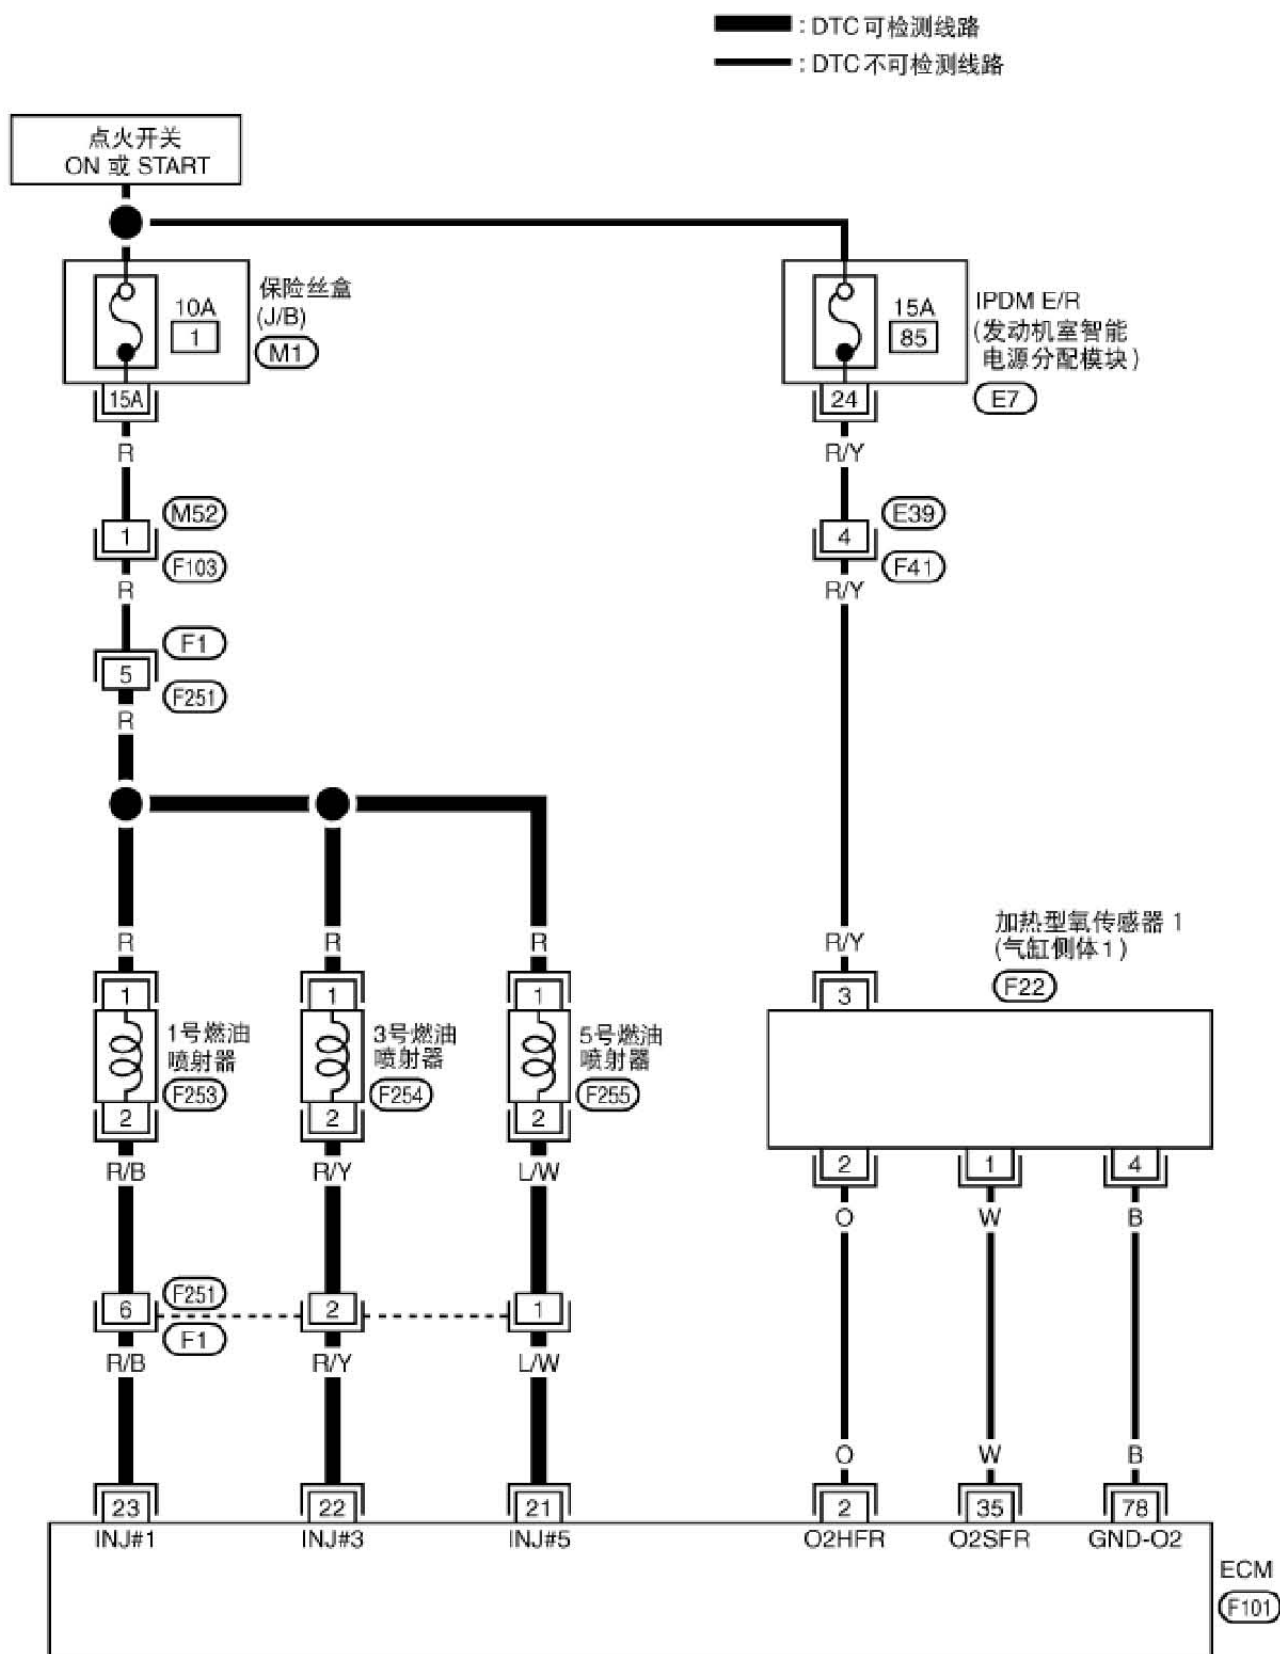 : DTC 可检测线路
: DTC 不可检测线路
点火开关
ON 或 START
10A
1
保险丝盒
(J/B)
M1
15A
85
IPDM E/R
(发动机室智能
电源分配模块)
E7
15A
24
R
R/Y
M52
1
F103
E39
4
F41
R
R/Y
F1
5
F251
R
R
R
R
R/Y
加热型氧传感器 1
(气缸侧体1)
F22
1
1
1
3
1号燃油
喷射器
F253
3号燃油
喷射器
F254
5号燃油
喷射器
F255
2
2
2
2
1
4
R/B
R/Y
L/W
O
W
B
F251
6
2
1
F1
R/B
R/Y
L/W
O
W
B
23
22
21
2
35
78
INJ#1
INJ#3
INJ#5
O2HFR
O2SFR
GND-O2
ECM
F101